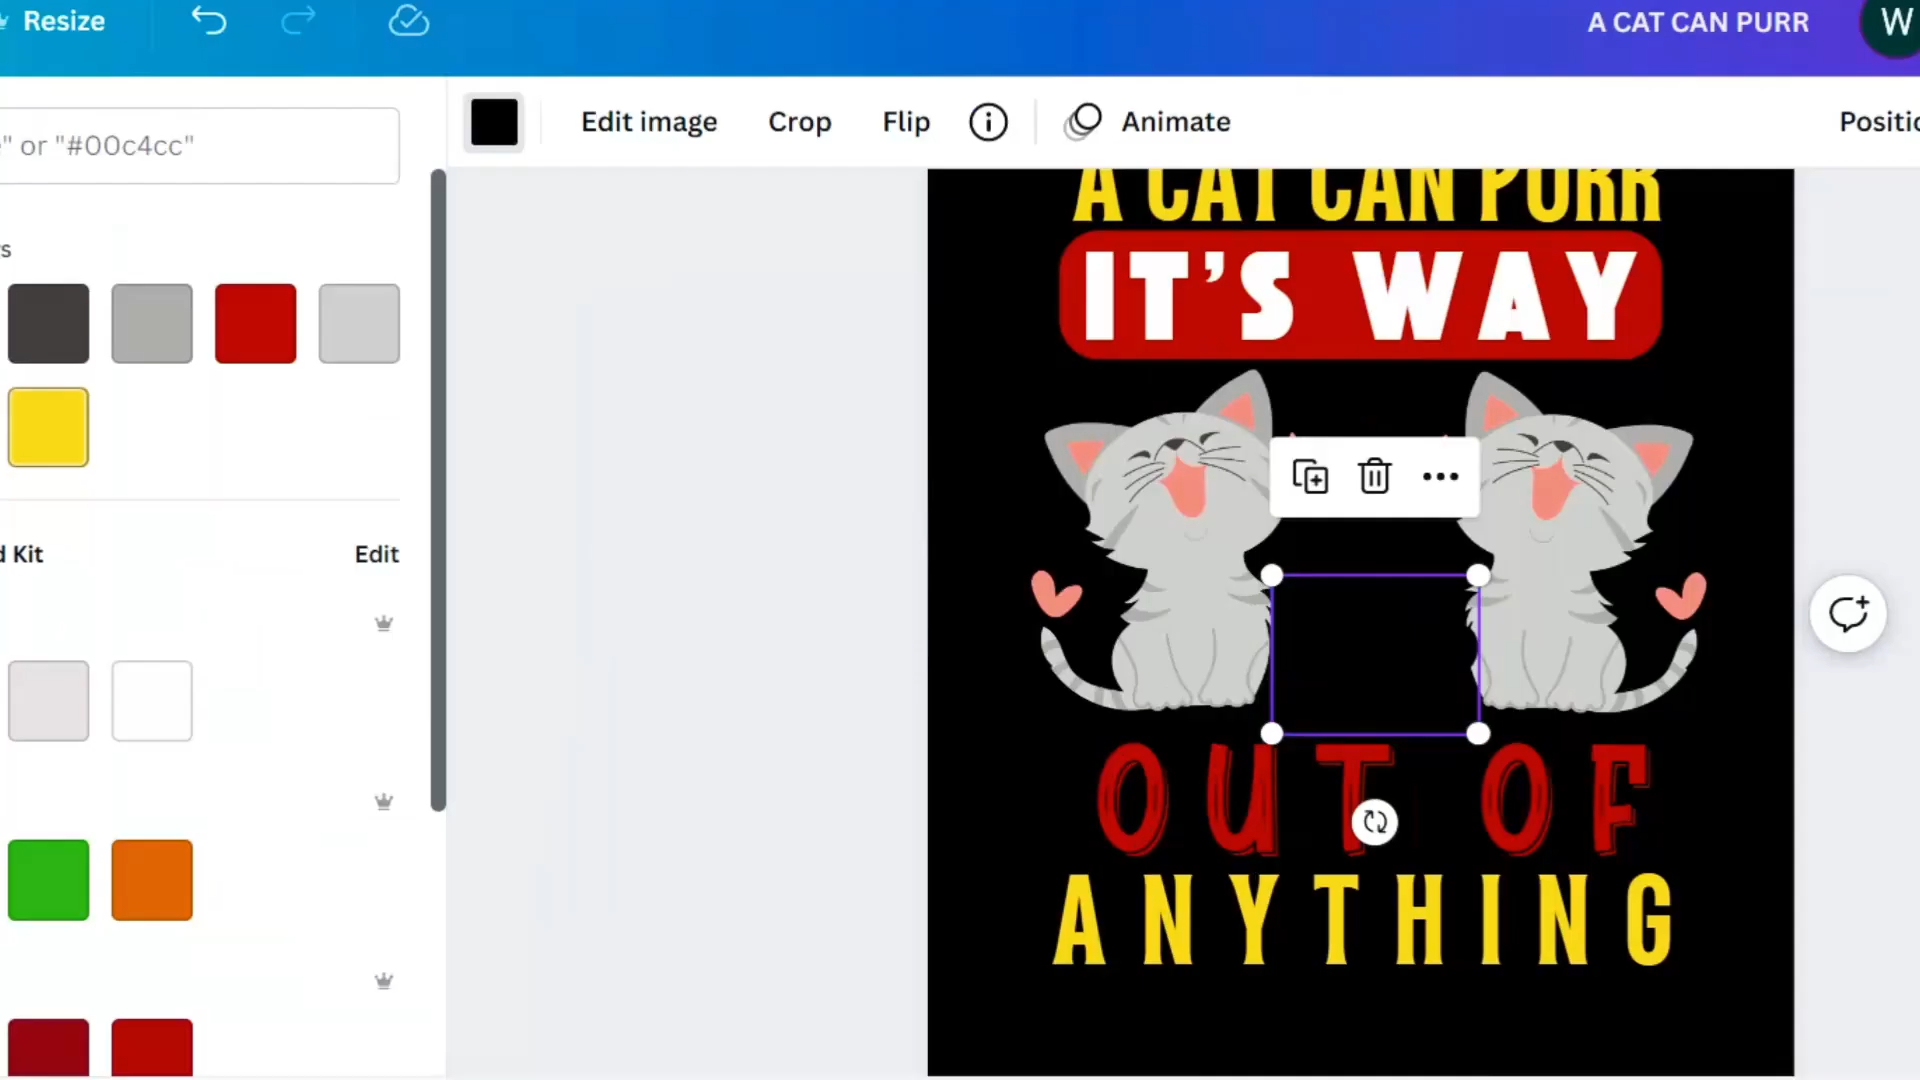 Resize
A CAT CAN PURR
W
" or "#00c4cc"
Edit image
Crop
Flip
Animate
s
Kit
Edit
A CAT CAN PURR
IT'S WAY
OUT OF
ANYTHING